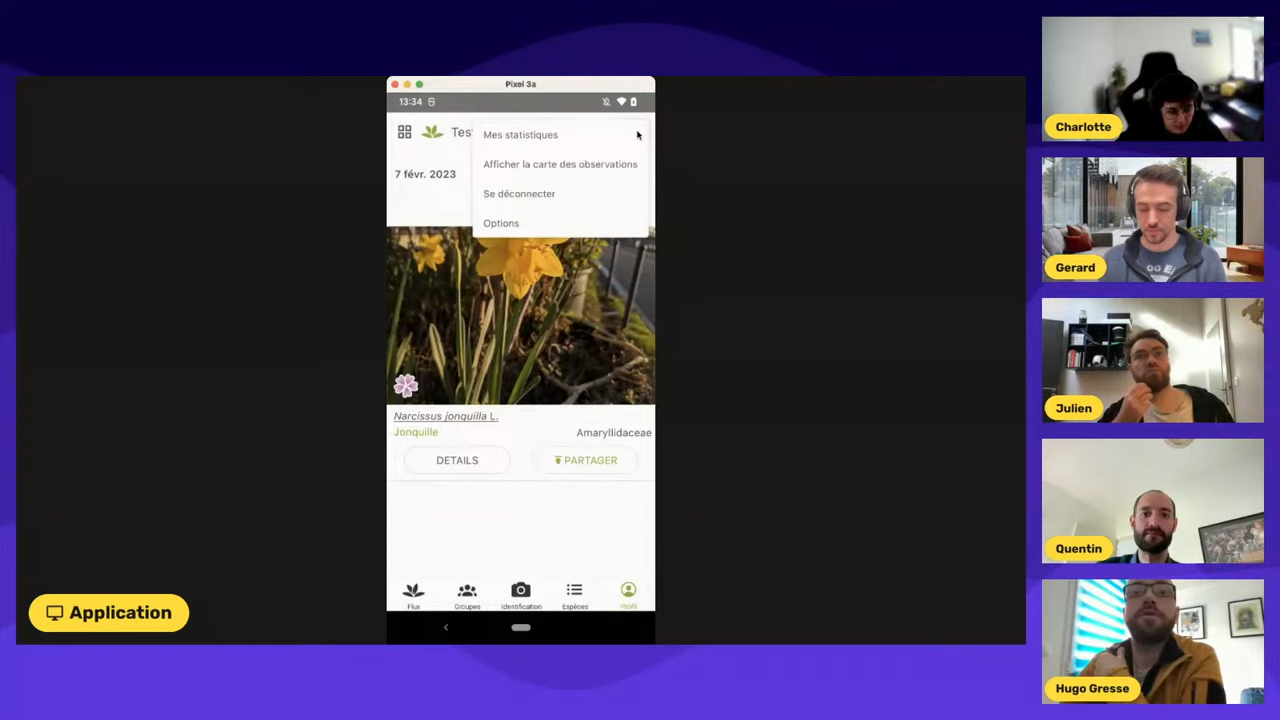 Pixel 3a
13:34
Tes
Mes statistiques
Afficher la carte des observations
Se déconnecter
Options
7 févr. 2023
Narcissus jonquilla L.
Jonquille
Amaryllidaceae
DETAILS
PARTAGER
Flux
Groupes
Identification
Espèces
Profil
Application
Charlotte
Gerard
Julien
Quentin
Hugo Gresse